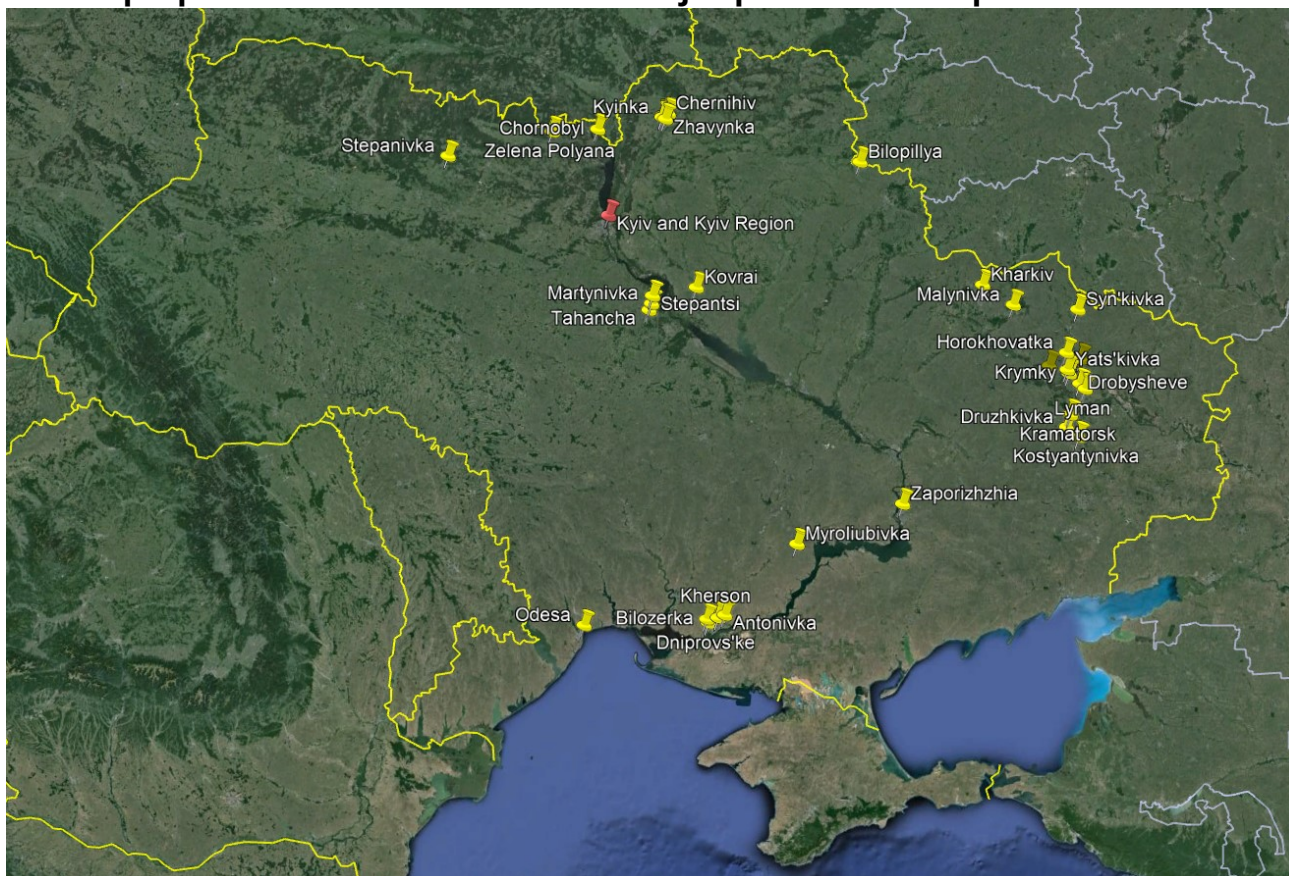 Kyinka
Chernihiv
Chornobyl
Zhavynka
Stepanivka
Zelena Polyana
Bilopillya
Kyiv and Kyiv Region
Kovrai
Kharkiv
Martynivka
Malynivka
Syn'kivka
Stepantsi
Tahancha
Horokhovatka
Yats'kivka
Krymky
Drobysheve
Lyman
Druzhkivka
Kramatorsk
Kostyantynivka
Zaporizhzhia
Myroliubivka
Kherson
Odesa
Bilozerka
Antonivka
Dniprovs'ke